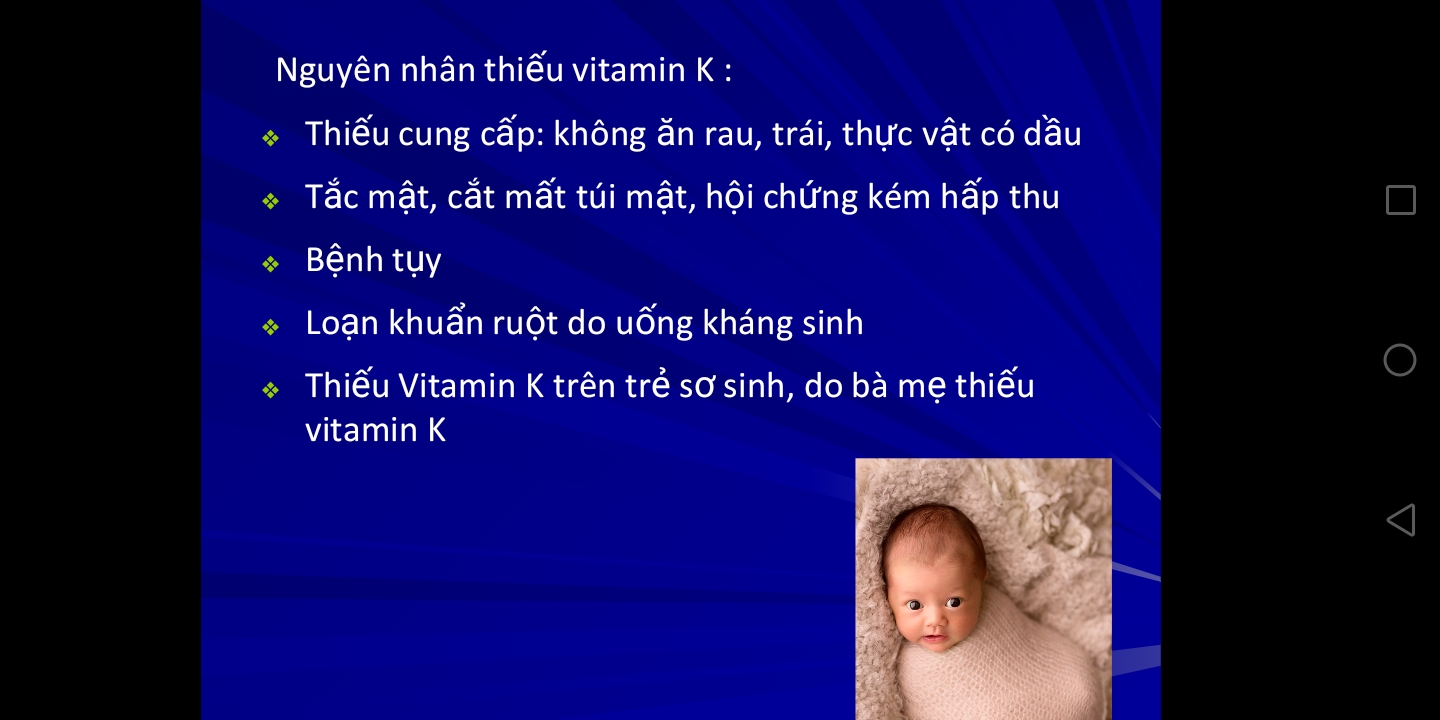 Nguyên nhân thiếu vitamin K :
Thiếu cung cấp: không ăn rau, trái, thực vật có dầu
Tắc mật, cắt mất túi mật, hội chứng kém hấp thu
Bệnh tụy
Loạn khuẩn ruột do uống kháng sinh
Thiếu Vitamin K trên trẻ sơ sinh, do bà mẹ thiếu
vitamin K